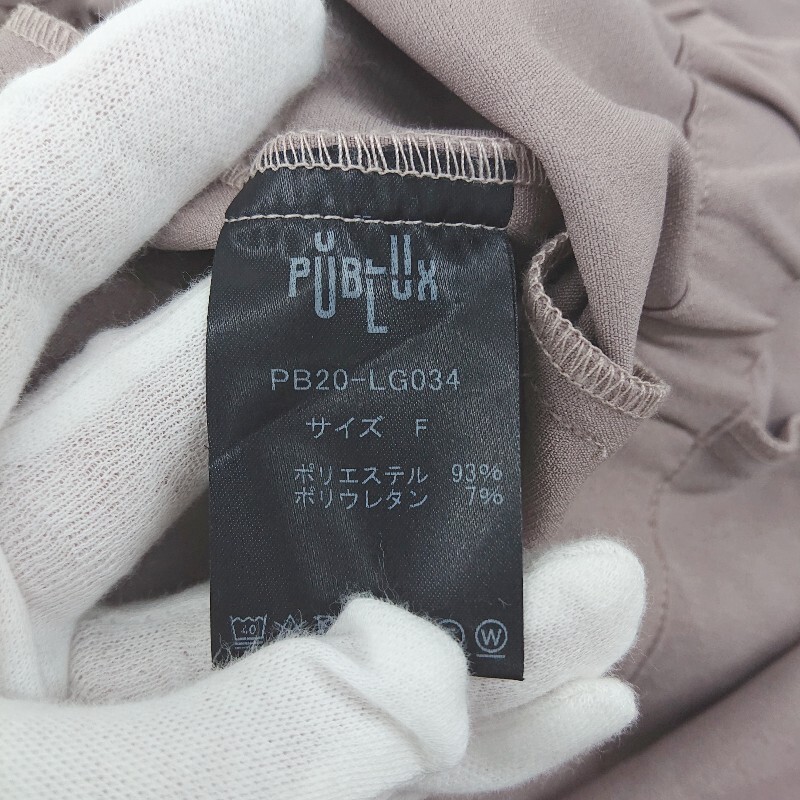 PUBLUX
PB20-LG034
サイズ F
ポリエステル 93%
ポリウレタン 7%
40
W